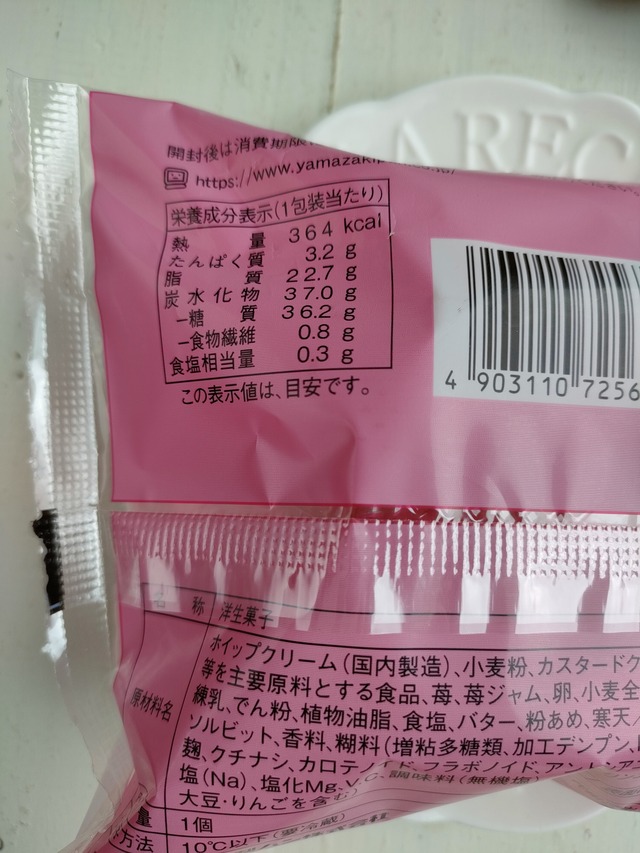 開封後は消費期限
https://www.yamazaki
栄養成分表示(1包装当たり)
熱量 364 kcal
たんぱく質 3.2 g
脂質 22.7 g
炭水化物 37.0 g
－糖質 36.2 g
－食物繊維 0.8 g
食塩相当量 0.3 g
この表示値は、目安です。
4 903110 7256
ARECA
称 洋生菓子
原材料名
ホイップクリーム(国内製造)、小麦粉、カスタードク
等を主要原料とする食品、苺、苺ジャム、卵、小麦全
練乳、でん粉、植物油脂、食塩、バター、粉あめ、寒天
ソルビット、香料、糊料(増粘多糖類、加工デンプン、
麹、クチナシ、カロテノイド、フラボノイド、アントシア
塩(Na)、塩化Mg、V.C、調味料(無機塩)
大豆・りんごを含む)
量 1個
方法 10℃以下(要冷蔵)